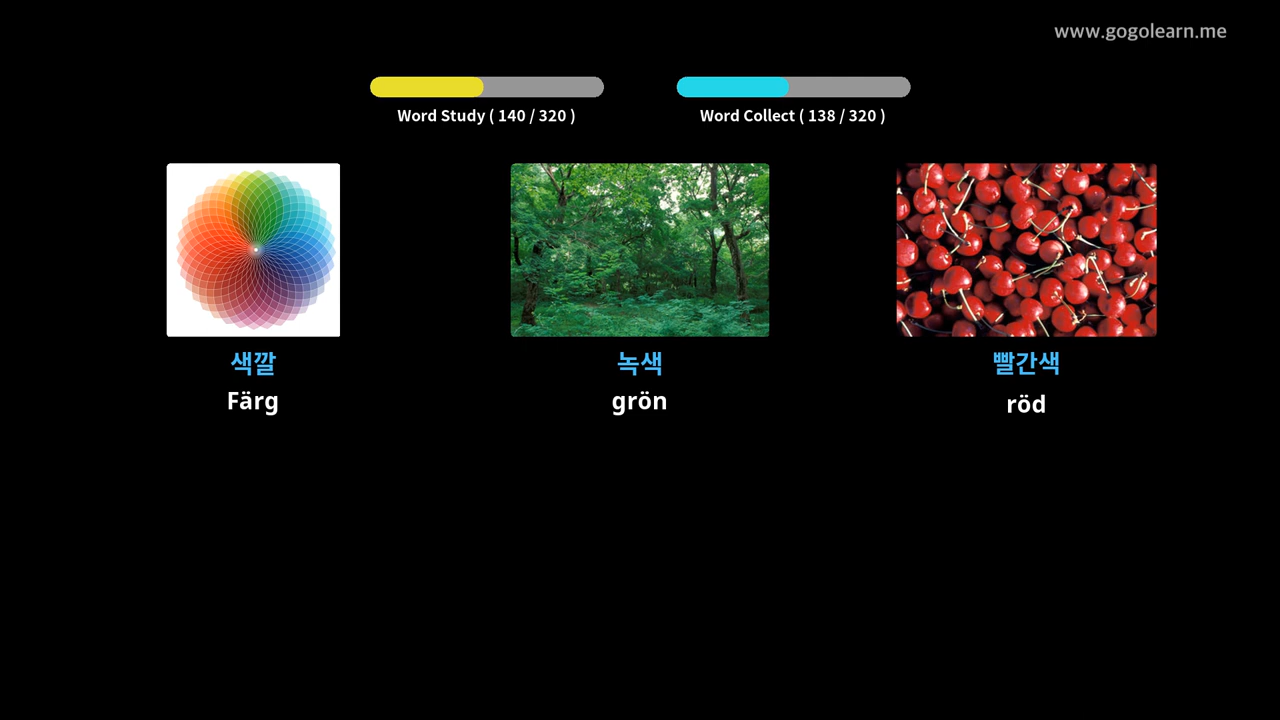 www.gogolearn.me
Word Study ( 140 / 320 )
Word Collect ( 138 / 320 )
색깔
Färg
녹색
grön
빨간색
röd